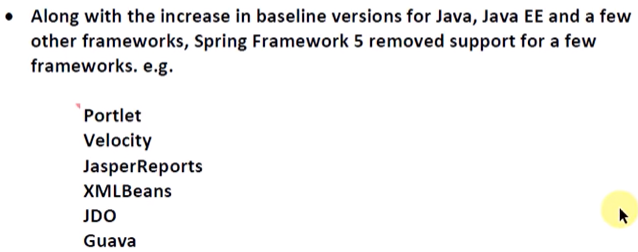 • Along with the increase in baseline versions for Java, Java EE and a few
other frameworks, Spring Framework 5 removed support for a few
frameworks. e.g.
Portlet
Velocity
JasperReports
XMLBeans
JDO
Guava